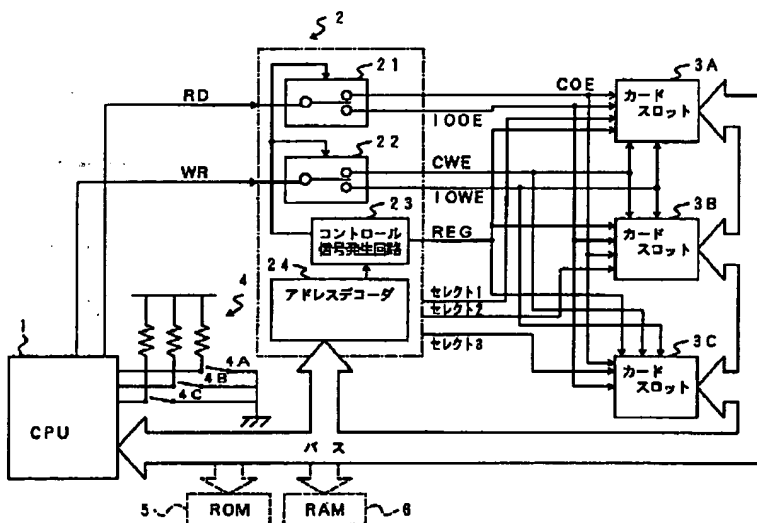 2
21
3A
RD
COE
カード
スロット
IOOE
22
WR
CWE
IOWE
3B
23
コントロール
信号発生回路
REG
カード
スロット
24
アドレスデコーダ
セレクト1
セレクト2
セレクト3
4
1
4A
4B
4C
3C
カード
スロット
CPU
バス
5
ROM
RAM
6